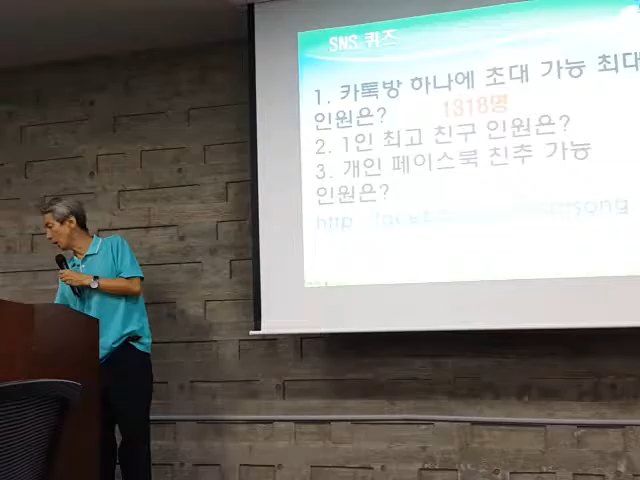 SNS 퀴즈
1. 카톡방 하나에 초대 가능 최대
인원은? 1318명
2. 1인 최고 친구 인원은?
3. 개인 페이스북 친추 가능
인원은?